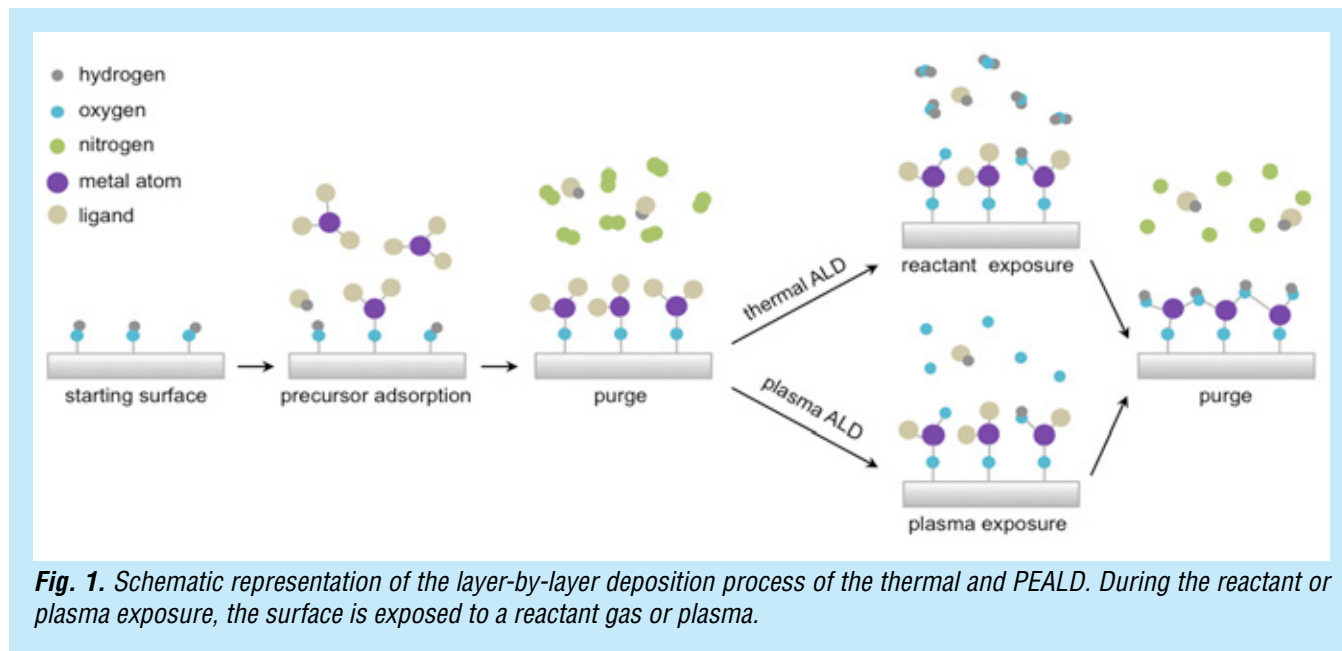 hydrogen
oxygen
nitrogen
metal atom
ligand
starting surface
precursor adsorption
purge
thermal ALD
plasma ALD
reactant exposure
plasma exposure
purge
Fig. 1. Schematic representation of the layer-by-layer deposition process of the thermal and PEALD. During the reactant or
plasma exposure, the surface is exposed to a reactant gas or plasma.